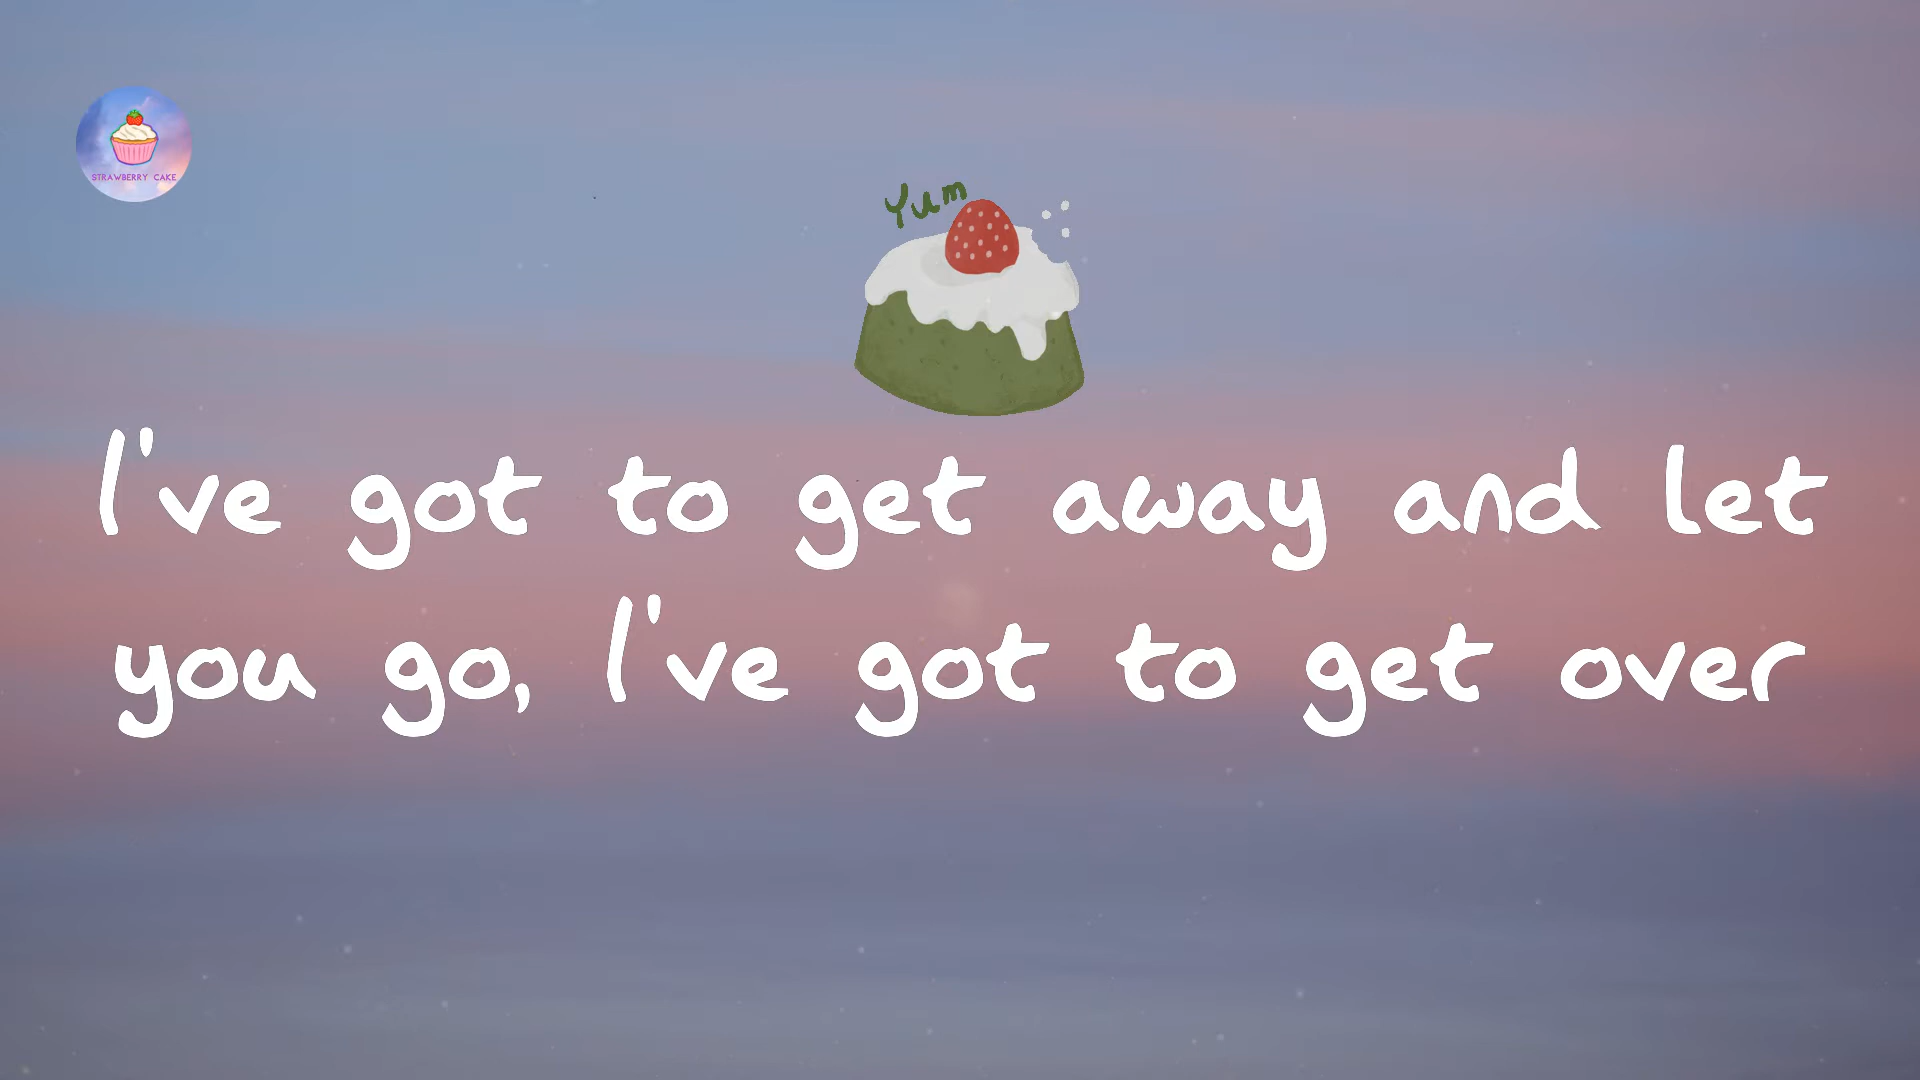 STRAWBERRY CAKE
Yum
I've got to get away and let
you go, I've got to get over